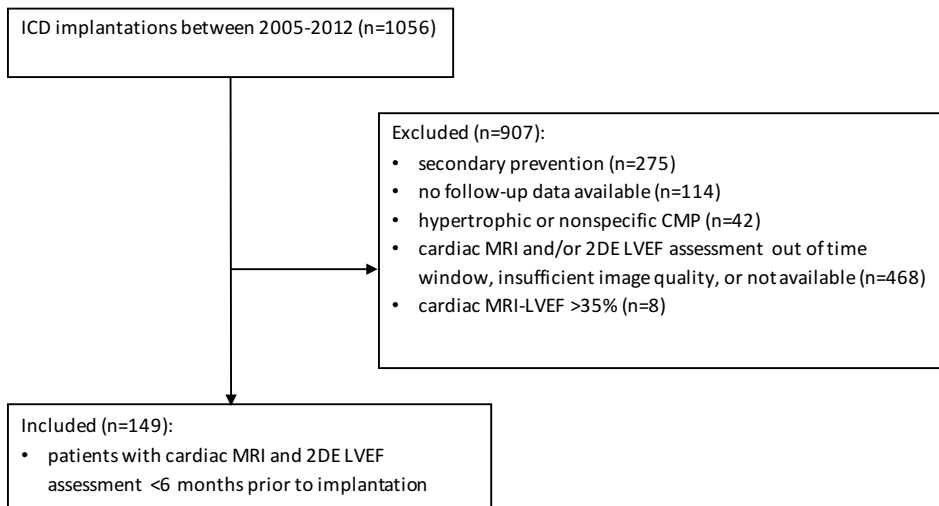 ICD implantations between 2005-2012 (n=1056)
Excluded (n=907):
• secondary prevention (n=275)
• no follow-up data available (n=114)
• hypertrophic or nonspecific CMP (n=42)
• cardiac MRI and/or 2DE LVEF assessment out of time
window, insufficient image quality, or not available (n=468)
• cardiac MRI-LVEF >35% (n=8)
Included (n=149):
• patients with cardiac MRI and 2DE LVEF
assessment <6 months prior to implantation